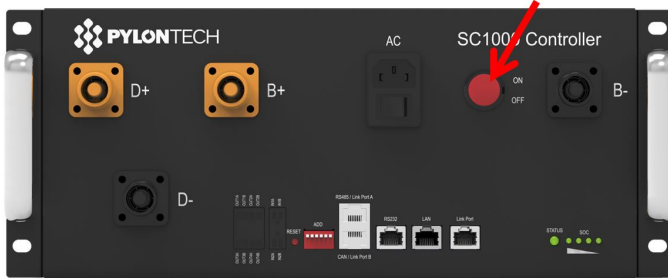 PYLONTECH
AC
SC1000 Controller
ON
OFF
D+
B+
B-
D-
RS485 / Link Port A
RESET
ADD
RS232
LAN
Link Port
CAN / Link Port B
STATUS
SOC